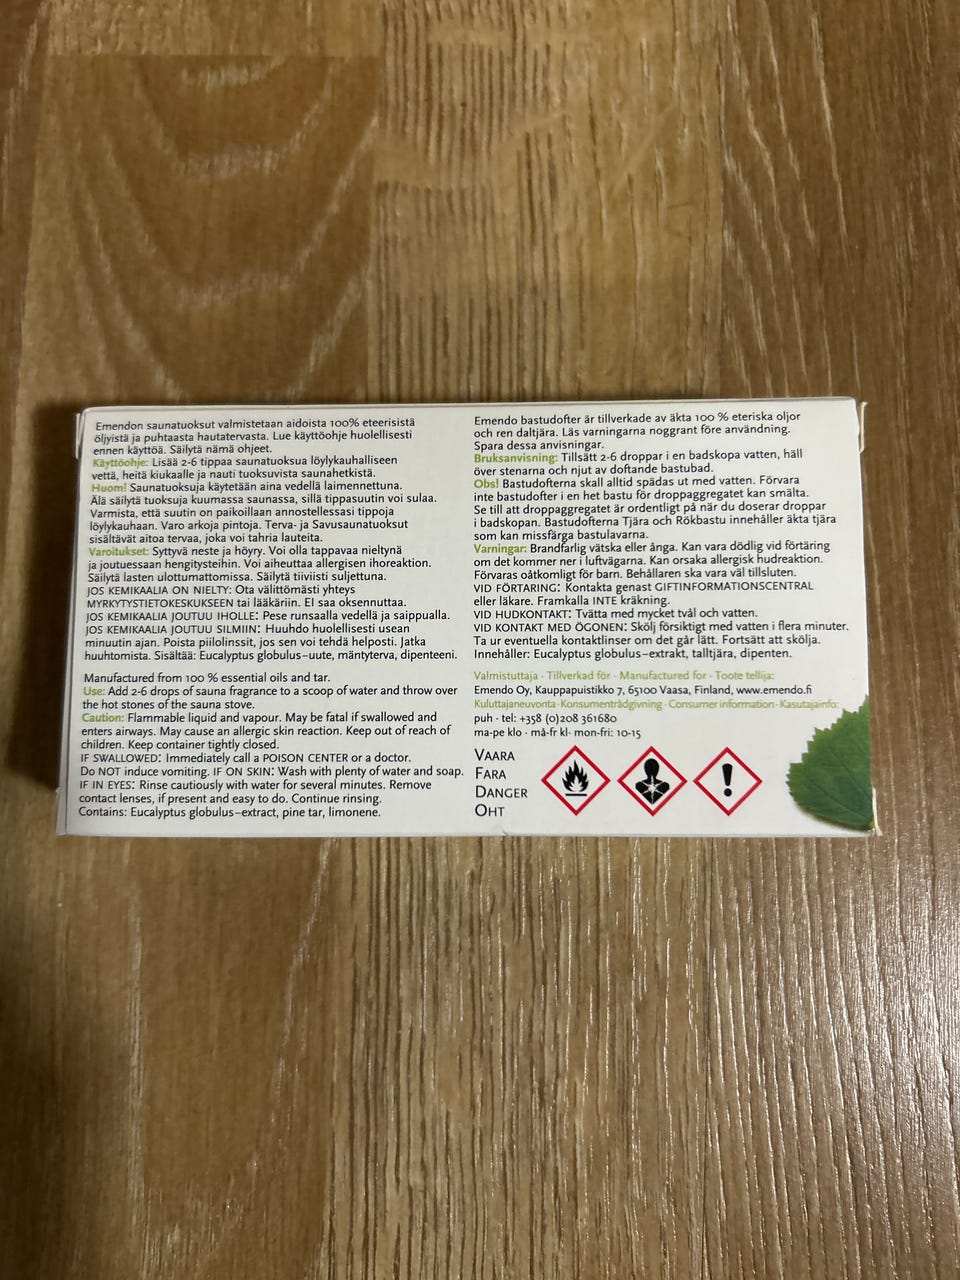 Emendon saunatuoksut valmistetaan aidoista 100% eteerisistä
öljyistä ja puhtaasta hautatervasta. Lue käyttöohje huolellisesti
ennen käyttöä. Säilytä nämä ohjeet.
Käyttöohje: Lisää 2-6 tippaa saunatuoksua löylykauhalliseen
vettä, heitä kiukaalle ja nauti tuoksuvista saunahetkistä.
Huom! Saunatuoksuja käytetään aina vedellä laimennettuna.
Älä säilytä tuoksuja kuumassa saunassa, sillä tippasuutin voi sulaa.
Varmista, että suutin on paikoillaan annostellessasi tippoja
löylykauhaan. Varo arkoja pintoja. Terva- ja Savusaunatuoksut
sisältävät aitoa tervaa, joka voi tahria lauteita.
Varoitukset: Syttyvä neste ja höyry. Voi olla tappavaa nieltynä
ja joutuessaan hengitysteihin. Voi aiheuttaa allergisen ihoreaktion.
Säilytä lasten ulottumattomissa. Säilytä tiiviisti suljettuna.
JOS KEMIKAALIA ON NIELTY: Ota välittömästi yhteys
MYRKYTYSTIETOKESKUKSEEN tai lääkäriin. EI saa oksennuttaa.
JOS KEMIKAALIA JOUTUU IHOLLE: Pese runsaalla vedellä ja saippualla.
JOS KEMIKAALIA JOUTUU SILMIIN: Huuhdo huolellisesti usean
minuutin ajan. Poista piilolinssit, jos sen voi tehdä helposti. Jatka
huuhtomista. Sisältää: Eucalyptus globulus–uute, mäntyterva, dipenteeni.
Manufactured from 100 % essential oils and tar.
Use: Add 2-6 drops of sauna fragrance to a scoop of water and throw over
the hot stones of the sauna stove.
Caution: Flammable liquid and vapour. May be fatal if swallowed and
enters airways. May cause an allergic skin reaction. Keep out of reach of
children. Keep container tightly closed.
IF SWALLOWED: Immediately call a POISON CENTER or a doctor.
Do NOT induce vomiting. IF ON SKIN: Wash with plenty of water and soap.
IF IN EYES: Rinse cautiously with water for several minutes. Remove
contact lenses, if present and easy to do. Continue rinsing.
Contains: Eucalyptus globulus–extract, pine tar, limonene.
Emendo bastudofter är tillverkade av äkta 100 % eteriska oljor
och ren daltjära. Läs varningarna noggrant före användning.
Spara dessa anvisningar.
Bruksanvisning: Tillsätt 2-6 droppar i en badskopa vatten, häll
över stenarna och njut av doftande bastubad.
Obs! Bastudofterna skall alltid spädas ut med vatten. Förvara
inte bastudofter i en het bastu för droppaggregatet kan smälta.
Se till att droppaggregatet är ordentligt på när du doserar droppar
i badskopan. Bastudofterna Tjära och Rökbastu innehåller äkta tjära
som kan missfärga bastulavarna.
Varningar: Brandfarlig vätska eller ånga. Kan vara dödlig vid förtäring
om det kommer ner i luftvägarna. Kan orsaka allergisk hudreaktion.
Förvaras oåtkomligt för barn. Behållaren ska vara väl tillsluten.
VID FÖRTÄRING: Kontakta genast GIFTINFORMATIONSCENTRAL
eller läkare. Framkalla INTE kräkning.
VID HUDKONTAKT: Tvätta med mycket tvål och vatten.
VID KONTAKT MED ÖGONEN: Skölj försiktigt med vatten i flera minuter.
Ta ur eventuella kontaktlinser om det går lätt. Fortsätt att skölja.
Innehåller: Eucalyptus globulus–extrakt, talltjära, dipenten.
Valmistuttaja · Tillverkad för · Manufactured for · Toote tellija:
Emendo Oy, Kauppapuistikko 7, 65100 Vaasa, Finland, www.emendo.fi
Kuluttajaneuvonta · Konsumentrådgivning · Consumer information · Kasutajainfo:
puh · tel: +358 (0)208 361680
ma-pe klo · må-fr kl· mon-fri: 10-15
VAARA
FARA
DANGER
OHT